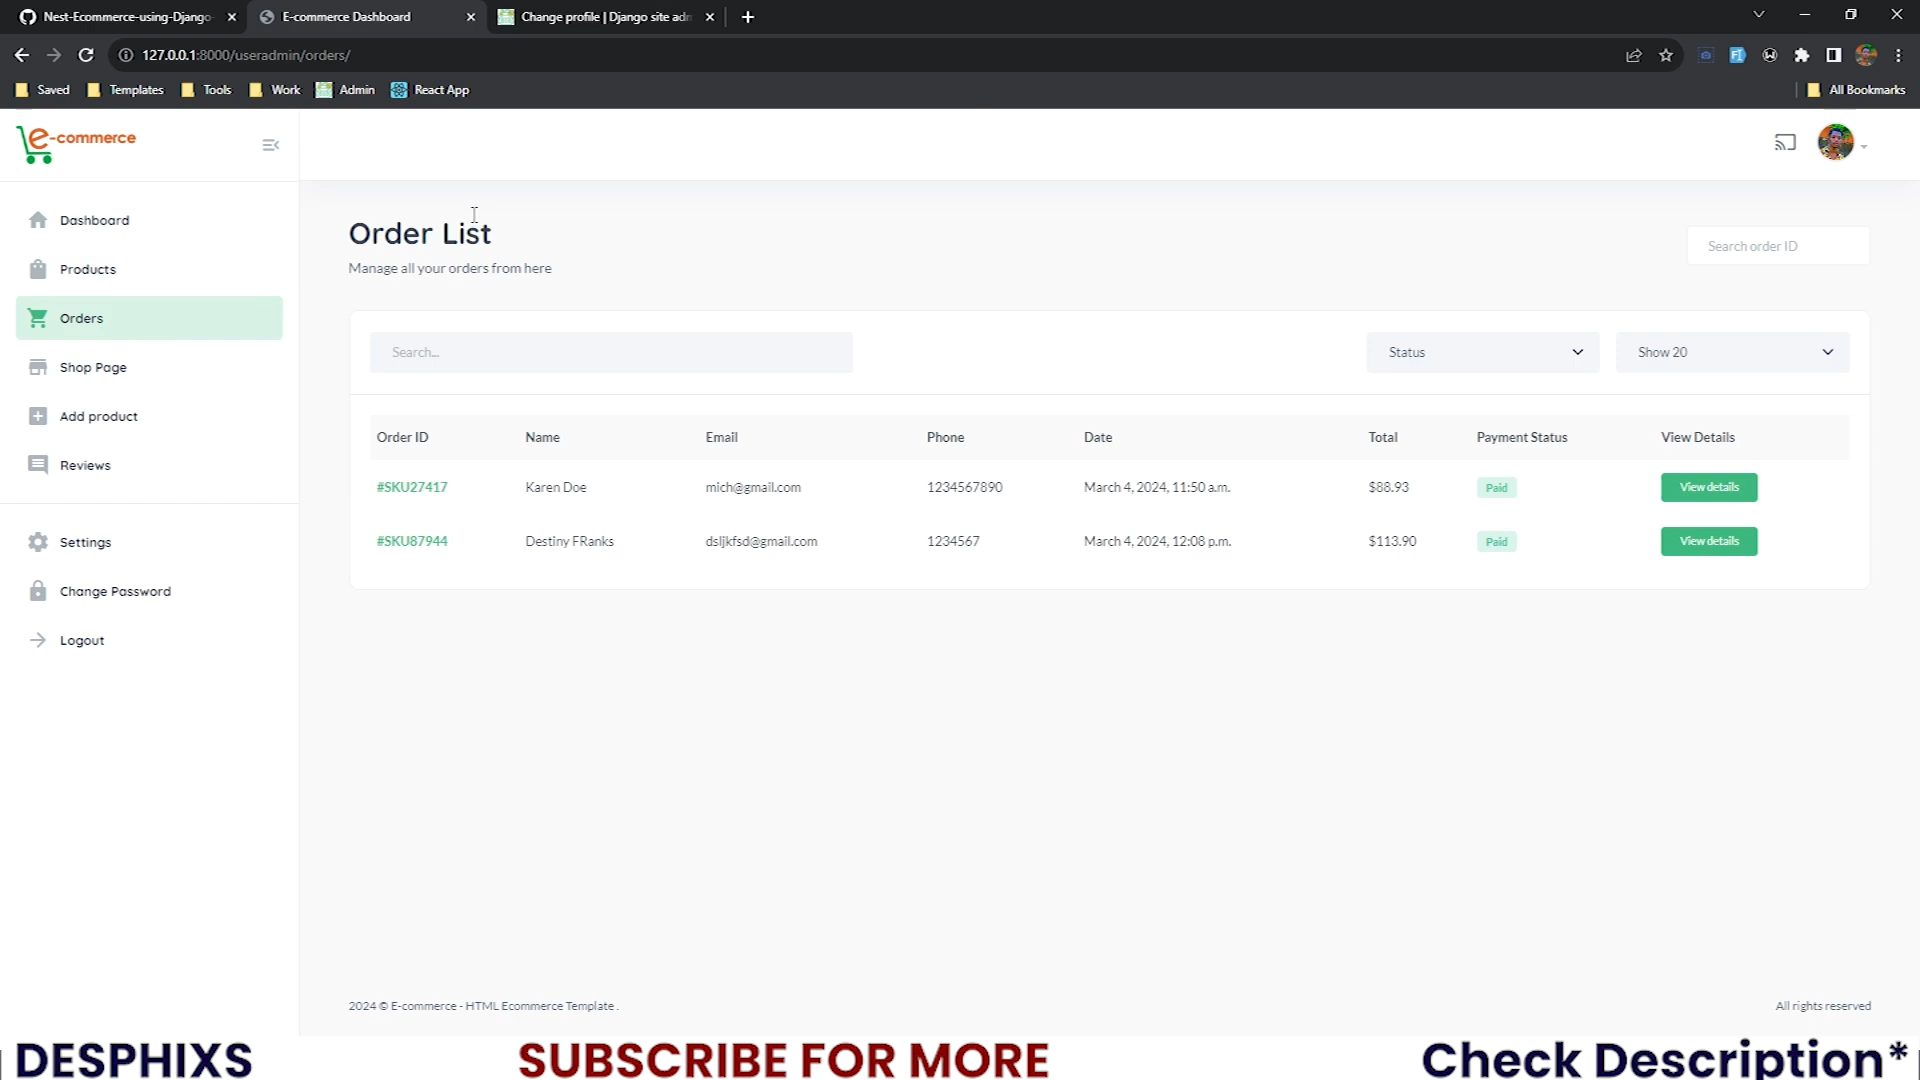 Nest-Ecommerce-using-Django-
E-commerce Dashboard
Change profile | Django site adm
127.0.0.1:8000/useradmin/orders/
Saved
Templates
Tools
Work
Admin
React App
All Bookmarks
e-commerce
Dashboard
Products
Orders
Shop Page
Add product
Reviews
Settings
Change Password
Logout
Order List
Manage all your orders from here
Search order ID
Search...
Status
Show 20
Order ID Name Email Phone Date Total Payment Status View Details
#SKU27417 Karen Doe mich@gmail.com 1234567890 March 4, 2024, 11:50 a.m. $88.93 Paid View details
#SKU87944 Destiny FRanks dsljkfsd@gmail.com 1234567 March 4, 2024, 12:08 p.m. $113.90 Paid View details
2024 © E-commerce - HTML Ecommerce Template .
All rights reserved
DESPHIXS
SUBSCRIBE FOR MORE
Check Description*